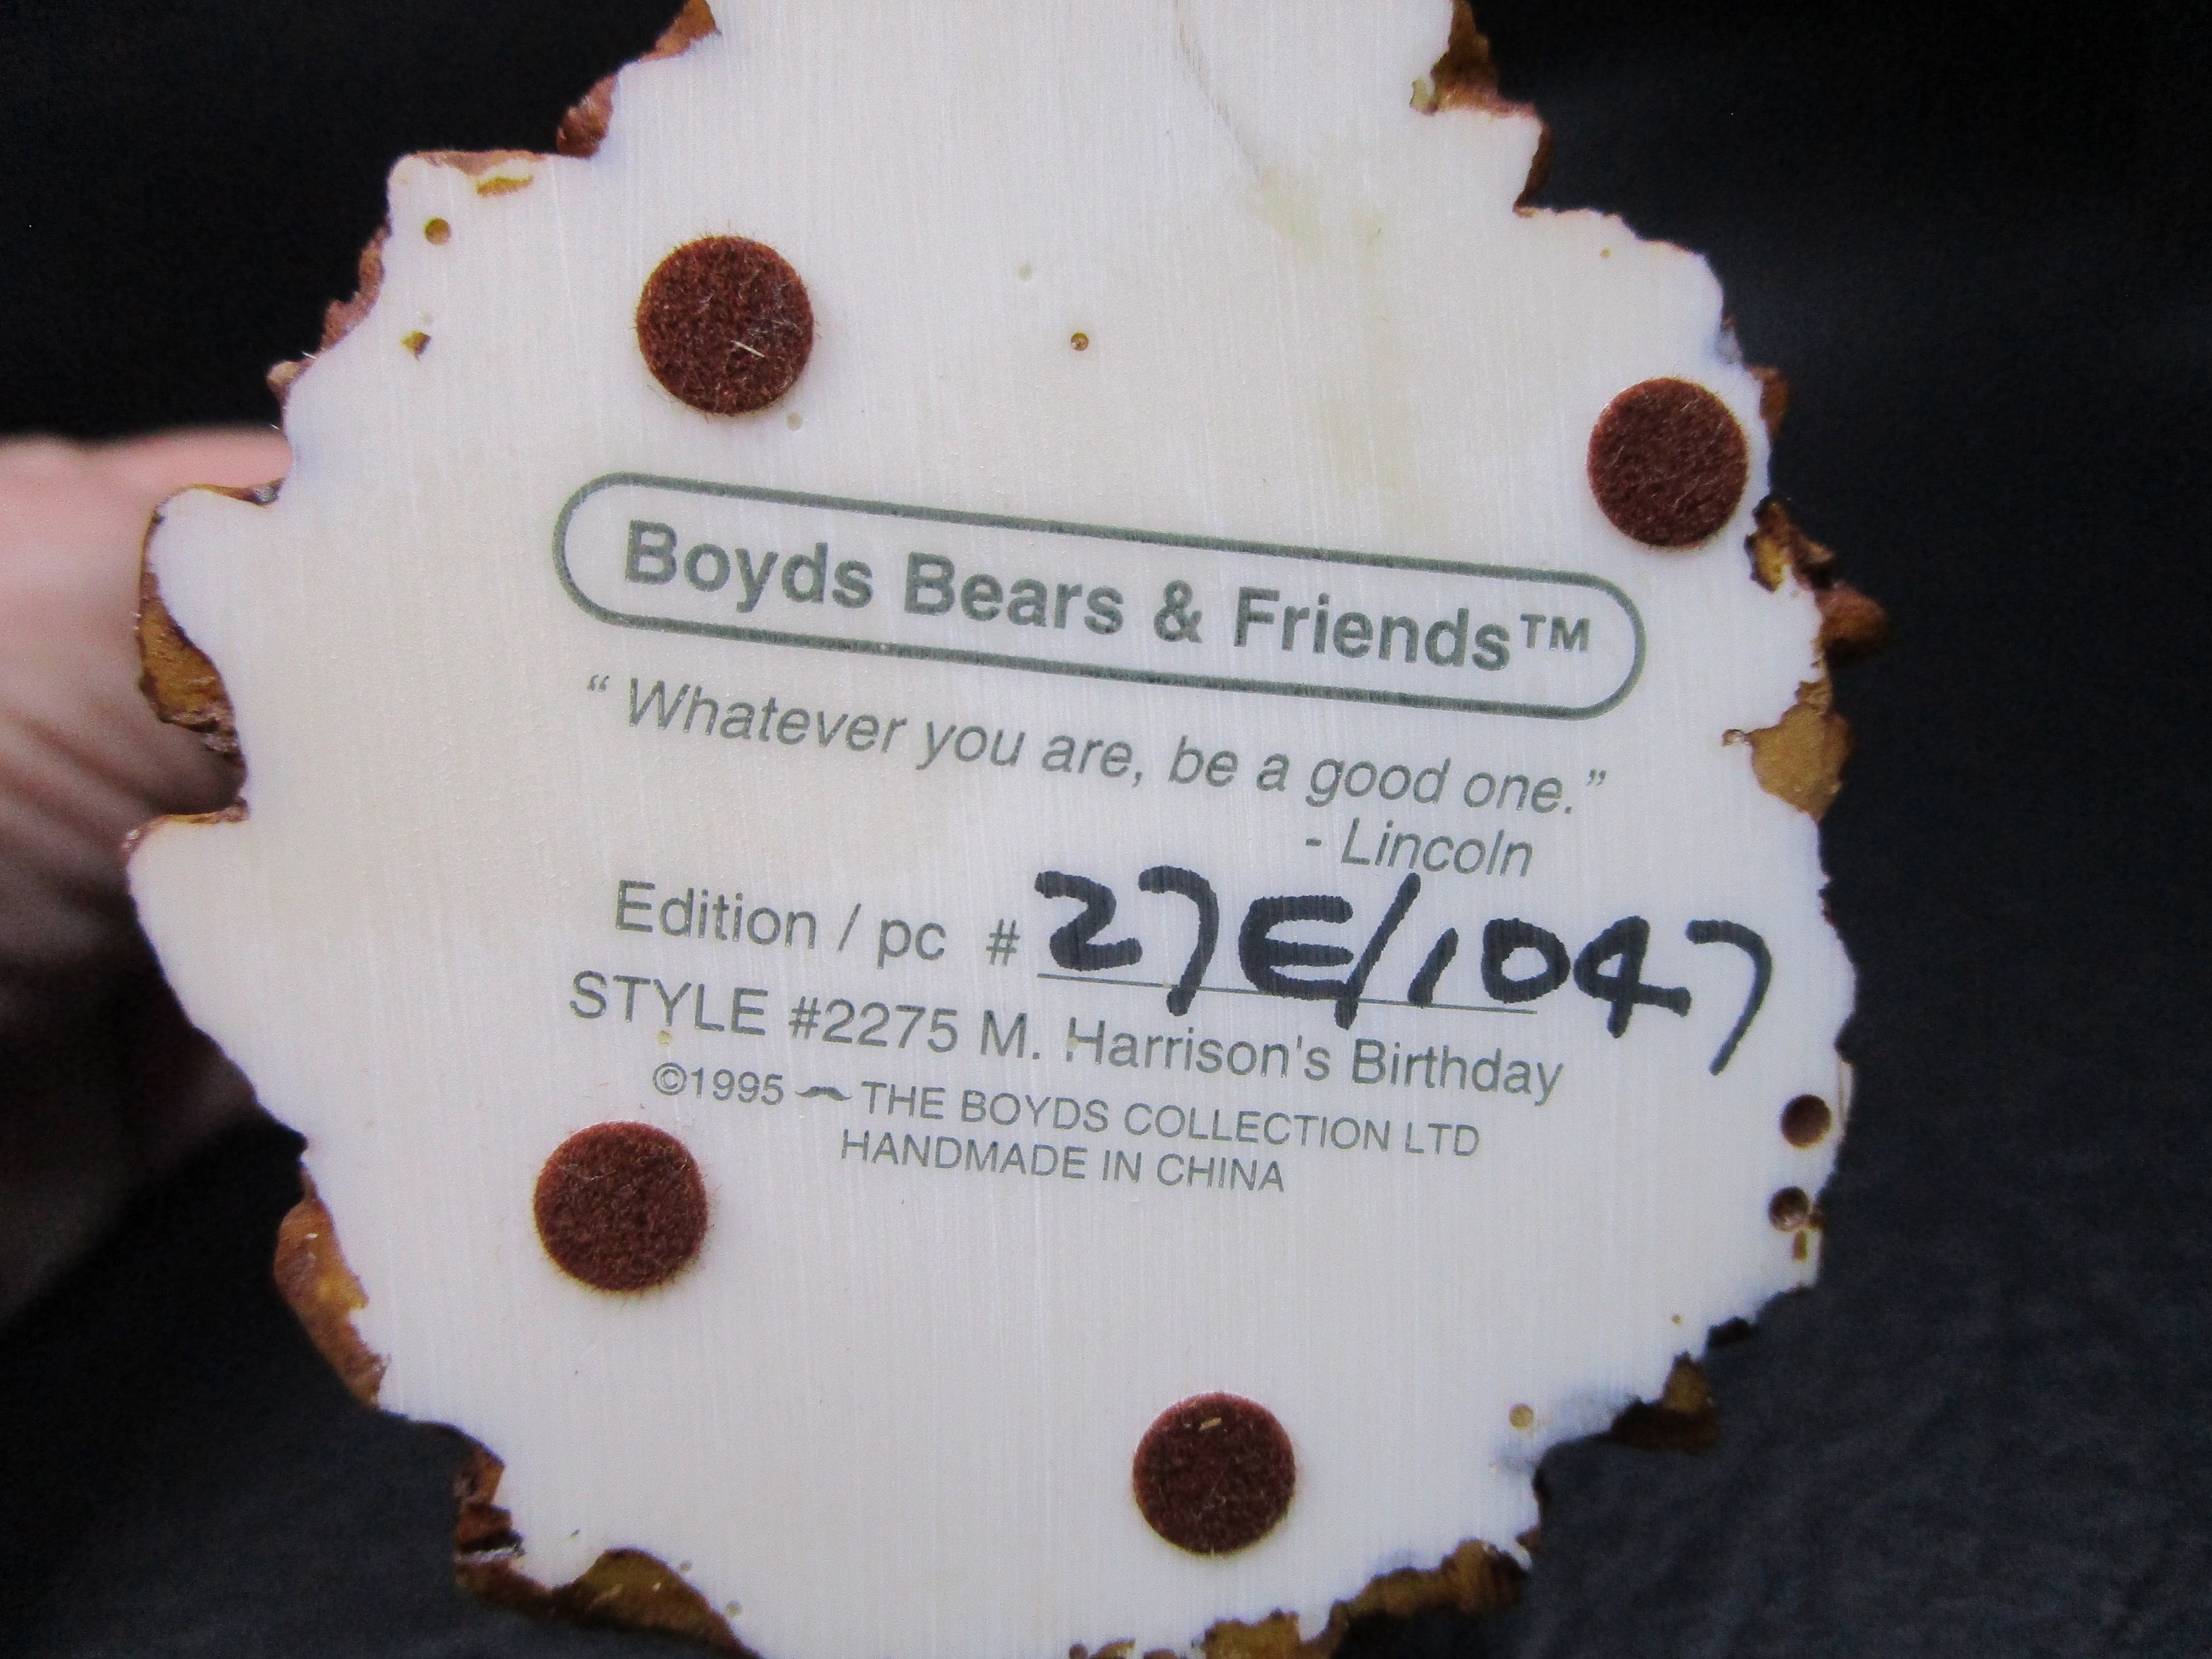 Boyds Bears & Friends™
“ Whatever you are, be a good one.”
- Lincoln
Edition / pc # 27E/1047
STYLE #2275 M. Harrison's Birthday
©1995 THE BOYDS COLLECTION LTD
HANDMADE IN CHINA